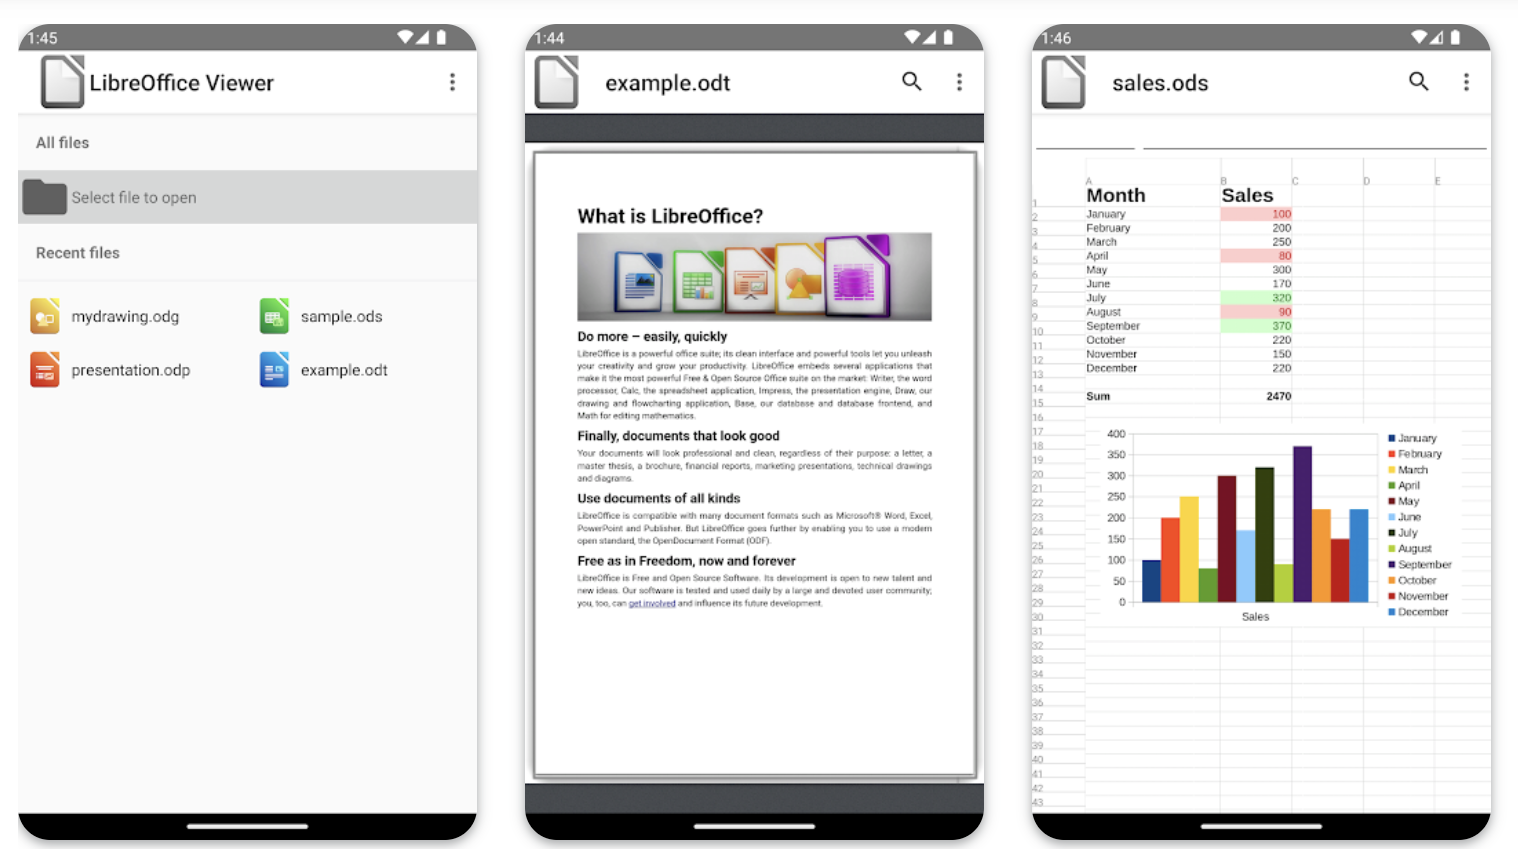 1:45
LibreOffice Viewer
All files
Select file to open
Recent files
mydrawing.odg
sample.ods
presentation.odp
example.odt
1:44
example.odt
What is LibreOffice?
Do more – easily, quickly
LibreOffice is a powerful office suite; its clean interface and powerful tools let you unleash
your creativity and grow your productivity. LibreOffice embeds several applications that
make it the most powerful Free & Open Source Office suite on the market: Writer, the word
processor, Calc, the spreadsheet application, Impress, the presentation engine, Draw, our
drawing and flowcharting application, Base, our database and database frontend, and
Math for editing mathematics.
Finally, documents that look good
Your documents will look professional and clean, regardless of their purpose: a letter, a
master thesis, a brochure, financial reports, marketing presentations, technical drawings
and diagrams.
Use documents of all kinds
LibreOffice is compatible with many document formats such as Microsoft® Word, Excel,
PowerPoint and Publisher. But LibreOffice goes further by enabling you to use a modern
open standard, the OpenDocument Format (ODF).
Free as in Freedom, now and forever
LibreOffice is Free and Open Source Software. Its development is open to new talent and
new ideas. Our software is tested and used daily by a large and devoted user community;
you, too, can get involved and influence its future development.
1:46
sales.ods
A B C D E
1 Month Sales
2 January 100
3 February 200
4 March 250
5 April 80
6 May 300
7 June 170
8 July 320
9 August 90
10 September 370
11 October 220
12 November 150
13 December 220
14
15 Sum 2470
16
17
18
19
20
21
22
23
24
25
26
27
28
29
30
31
32
33
34
35
36
37
38
39
40
41
42
43
400
350
300
250
200
150
100
50
0
Sales
January
February
March
April
May
June
July
August
September
October
November
December